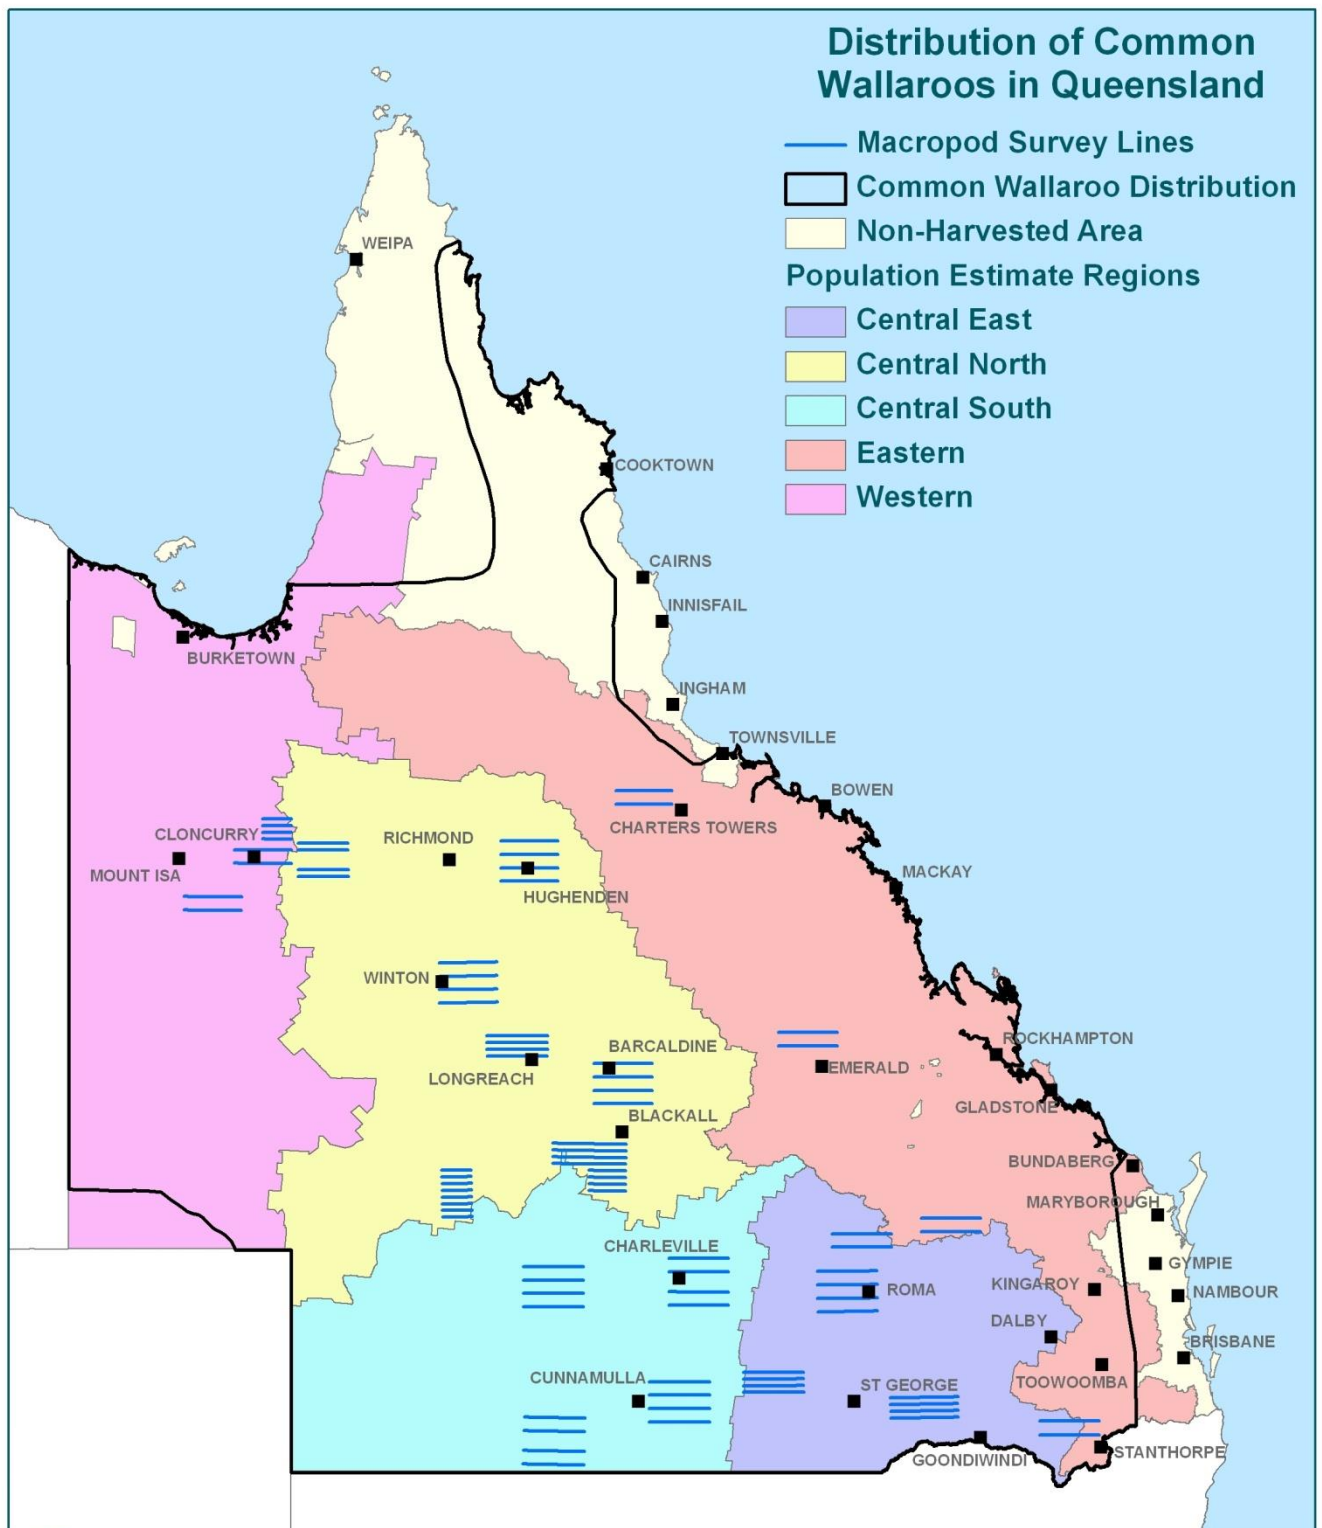 Distribution of Common
Wallaroos in Queensland
Macropod Survey Lines
Common Wallaroo Distribution
Non-Harvested Area
Population Estimate Regions
Central East
Central North
Central South
Eastern
Western
WEIPA
COOKTOWN
CAIRNS
INNISFAIL
BURKETOWN
INGHAM
TOWNSVILLE
BOWEN
CHARTERS TOWERS
CLONCURRY
RICHMOND
MOUNT ISA
MACKAY
HUGHENDEN
WINTON
ROCKHAMPTON
BARCALDINE
EMERALD
LONGREACH
GLADSTONE
BLACKALL
BUNDABERG
MARYBOROUGH
CHARLEVILLE
GYMPIE
KINGAROY
ROMA
NAMBOUR
DALBY
BRISBANE
CUNNAMULLA
ST GEORGE
TOOWOOMBA
STANTHORPE
GOONDIWINDI